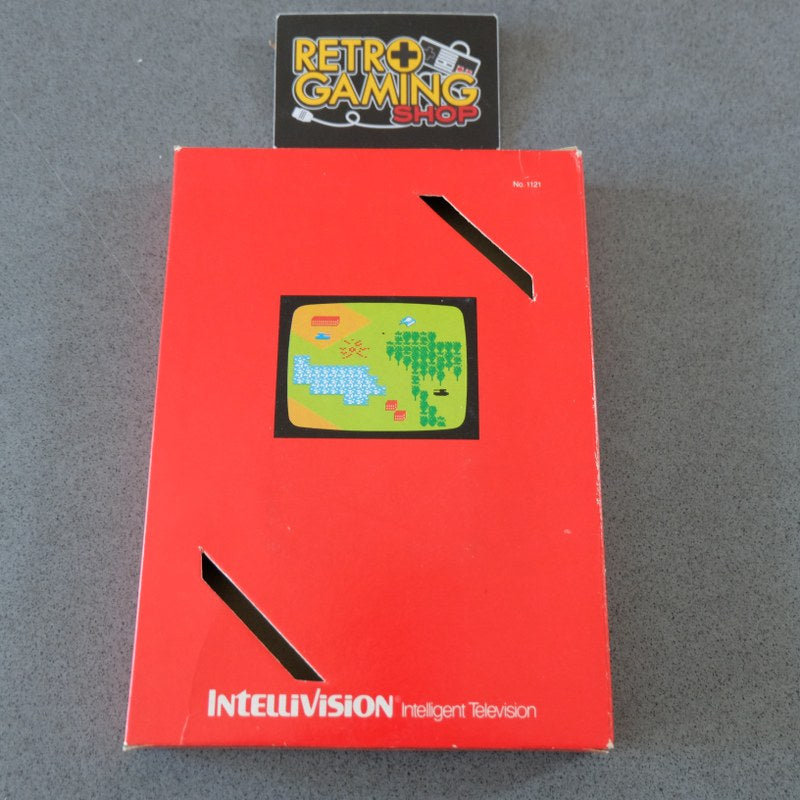 RETRO
GAMING
SHOP
No. 1121
INTELLIVISION® Intelligent Television